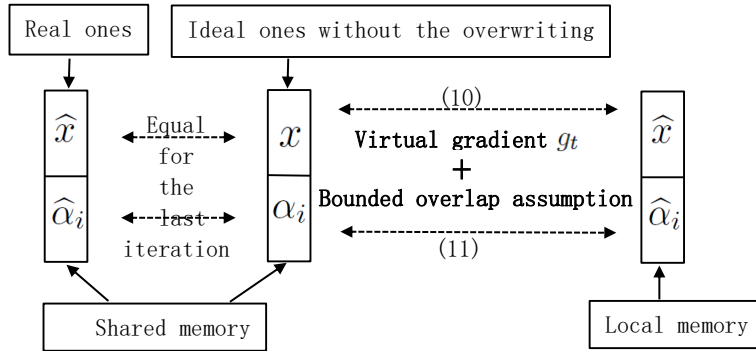 Real ones
Ideal ones without the overwriting
(10)
x̂
Equal
x
Virtual gradient gₜ
x̂
for
+
the
α̂ᵢ
last
αᵢ
Bounded overlap assumption
α̂ᵢ
iteration
(11)
Shared memory
Local memory